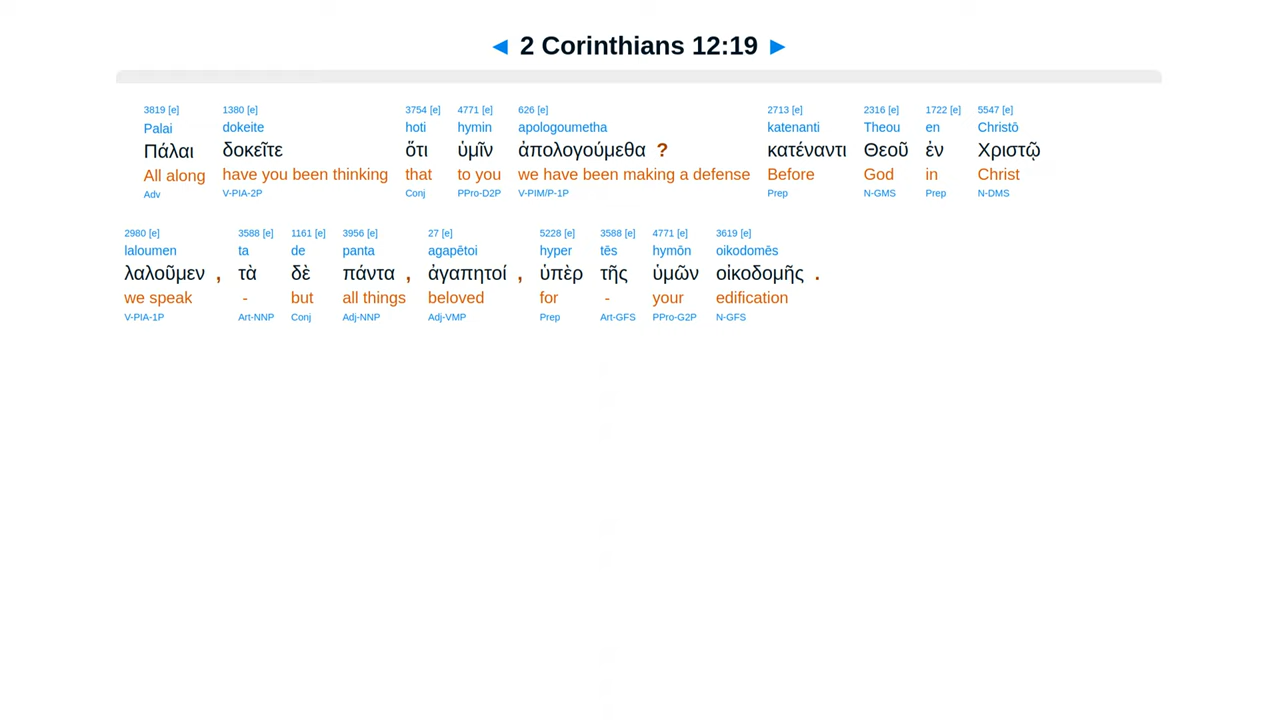 ◄ 2 Corinthians 12:19 ►
3819 [e] 1380 [e] 3754 [e] 4771 [e] 626 [e] 2713 [e] 2316 [e] 1722 [e] 5547 [e]
Palai dokeite hoti hymin apologoumetha katenanti Theou en Christō
Πάλαι δοκεῖτε ὅτι ὑμῖν ἀπολογούμεθα ? κατέναντι Θεοῦ ἐν Χριστῷ
All along have you been thinking that to you we have been making a defense Before God in Christ
Adv V-PIA-2P Conj PPro-D2P V-PIM/P-1P Prep N-GMS Prep N-DMS
2980 [e] 3588 [e] 1161 [e] 3956 [e] 27 [e] 5228 [e] 3588 [e] 4771 [e] 3619 [e]
laloumen ta de panta agapētoi hyper tēs hymōn oikodomēs
λαλοῦμεν , τὰ δὲ πάντα , ἀγαπητοί , ὑπὲρ τῆς ὑμῶν οἰκοδομῆς .
we speak - but all things beloved for - your edification
V-PIA-1P Art-NNP Conj Adj-NNP Adj-VMP Prep Art-GFS PPro-G2P N-GFS